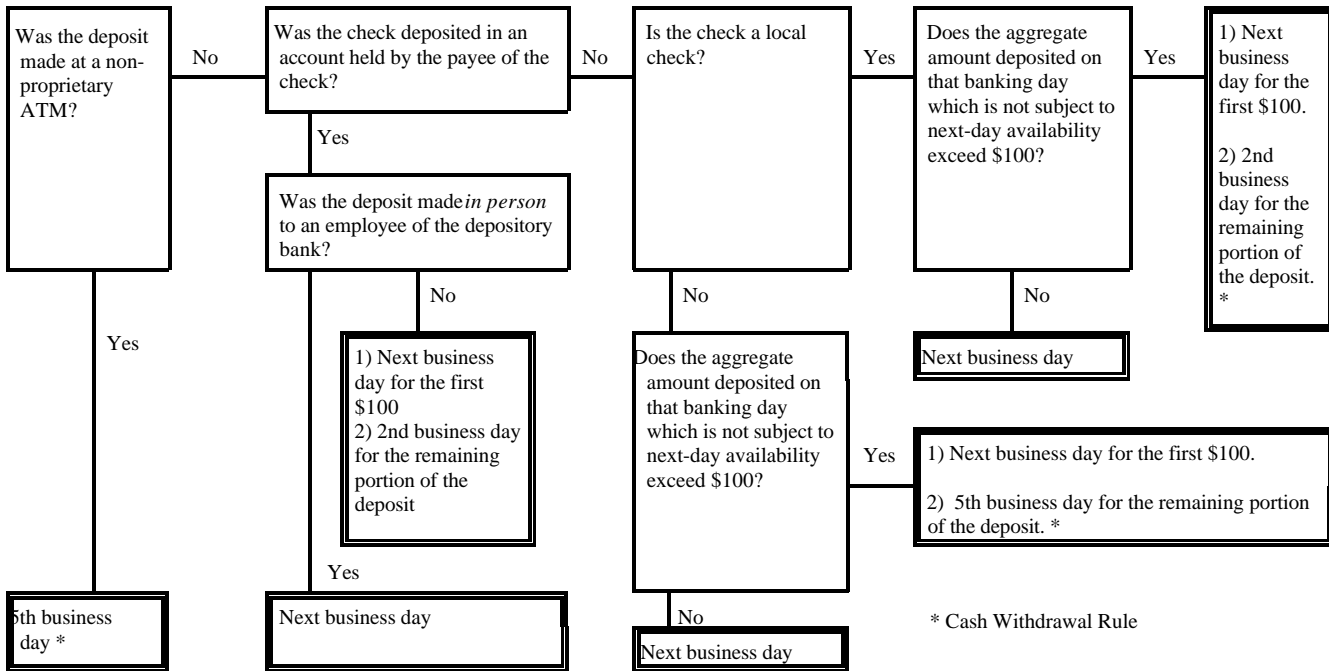 Was the deposit
made at a non-
proprietary
ATM?
No
Was the check deposited in an
account held by the payee of the
check?
No
Is the check a local
check?
Yes
Does the aggregate
amount deposited on
that banking day
which is not subject to
next-day availability
exceed $100?
Yes
1) Next
business
day for the
first $100.
2) 2nd
business
day for the
remaining
portion of
the deposit.
*
Yes
Was the deposit made in person
to an employee of the depository
bank?
No
No
No
Yes
1) Next business
day for the first
$100
2) 2nd business day
for the remaining
portion of the
deposit
Does the aggregate
amount deposited on
that banking day
which is not subject to
next-day availability
exceed $100?
Next business day
Yes
1) Next business day for the first $100.
2) 5th business day for the remaining portion
of the deposit. *
Yes
5th business
day *
Next business day
No
Next business day
* Cash Withdrawal Rule